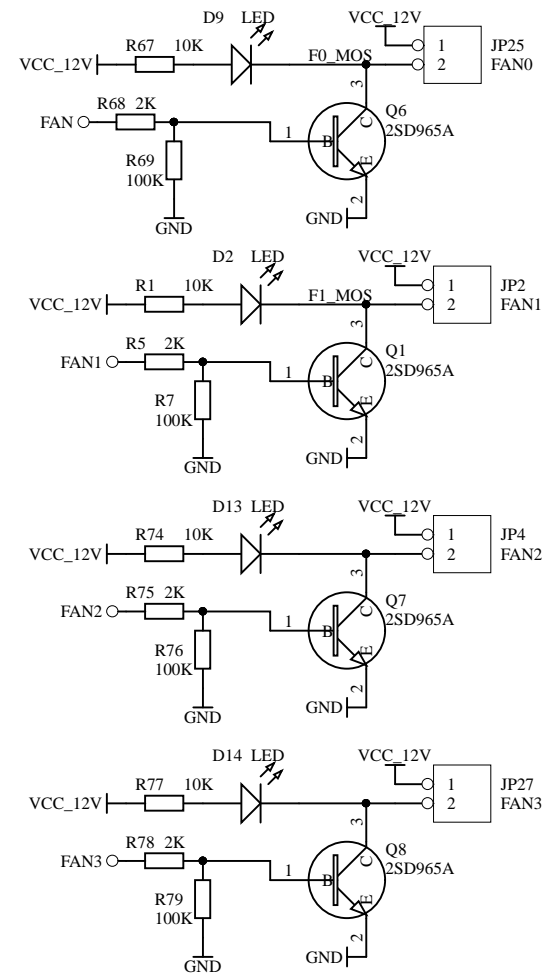 D9 LED VCC_12V
R67 10K F0_MOS 1 JP25
VCC_12V 2 FAN0
3
R68 2K Q6
FAN 1 B C 2SD965A
R69 E
100K 2
GND GND
D2 LED VCC_12V
R1 10K F1_MOS 1 JP2
VCC_12V 2 FAN1
3
R5 2K Q1
FAN1 1 B C 2SD965A
R7 E
100K 2
GND GND
D13 LED VCC_12V
R74 10K 1 JP4
VCC_12V 2 FAN2
3
R75 2K Q7
FAN2 1 B C 2SD965A
R76 E
100K 2
GND GND
D14 LED VCC_12V
R77 10K 1 JP27
VCC_12V 2 FAN3
3
R78 2K Q8
FAN3 1 B C 2SD965A
R79 E
100K 2
GND GND